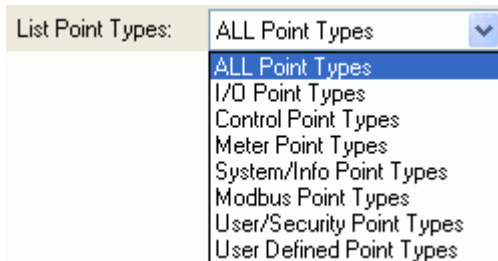 List Point Types: ALL Point Types
ALL Point Types
I/O Point Types
Control Point Types
Meter Point Types
System/Info Point Types
Modbus Point Types
User/Security Point Types
User Defined Point Types